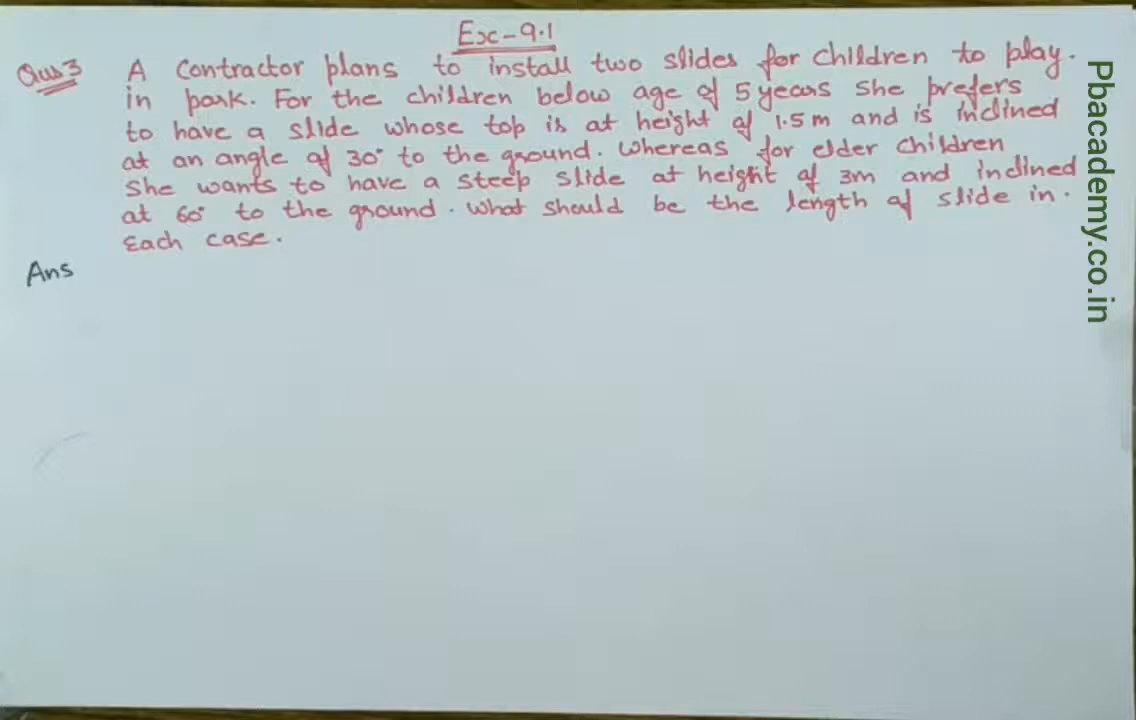 Exc-9.1
Qus 3 A Contractor plans to install two slides for children to play.
in park. For the children below age of 5 years She prefers
to have a slide whose top is at height of 1.5 m and is inclined
at an angle of 30° to the ground. Whereas for elder children
She wants to have a steep slide at height of 3m and inclined
at 60° to the ground. What should be the length of slide in.
Each case.
Ans
Pbacademy.co.in